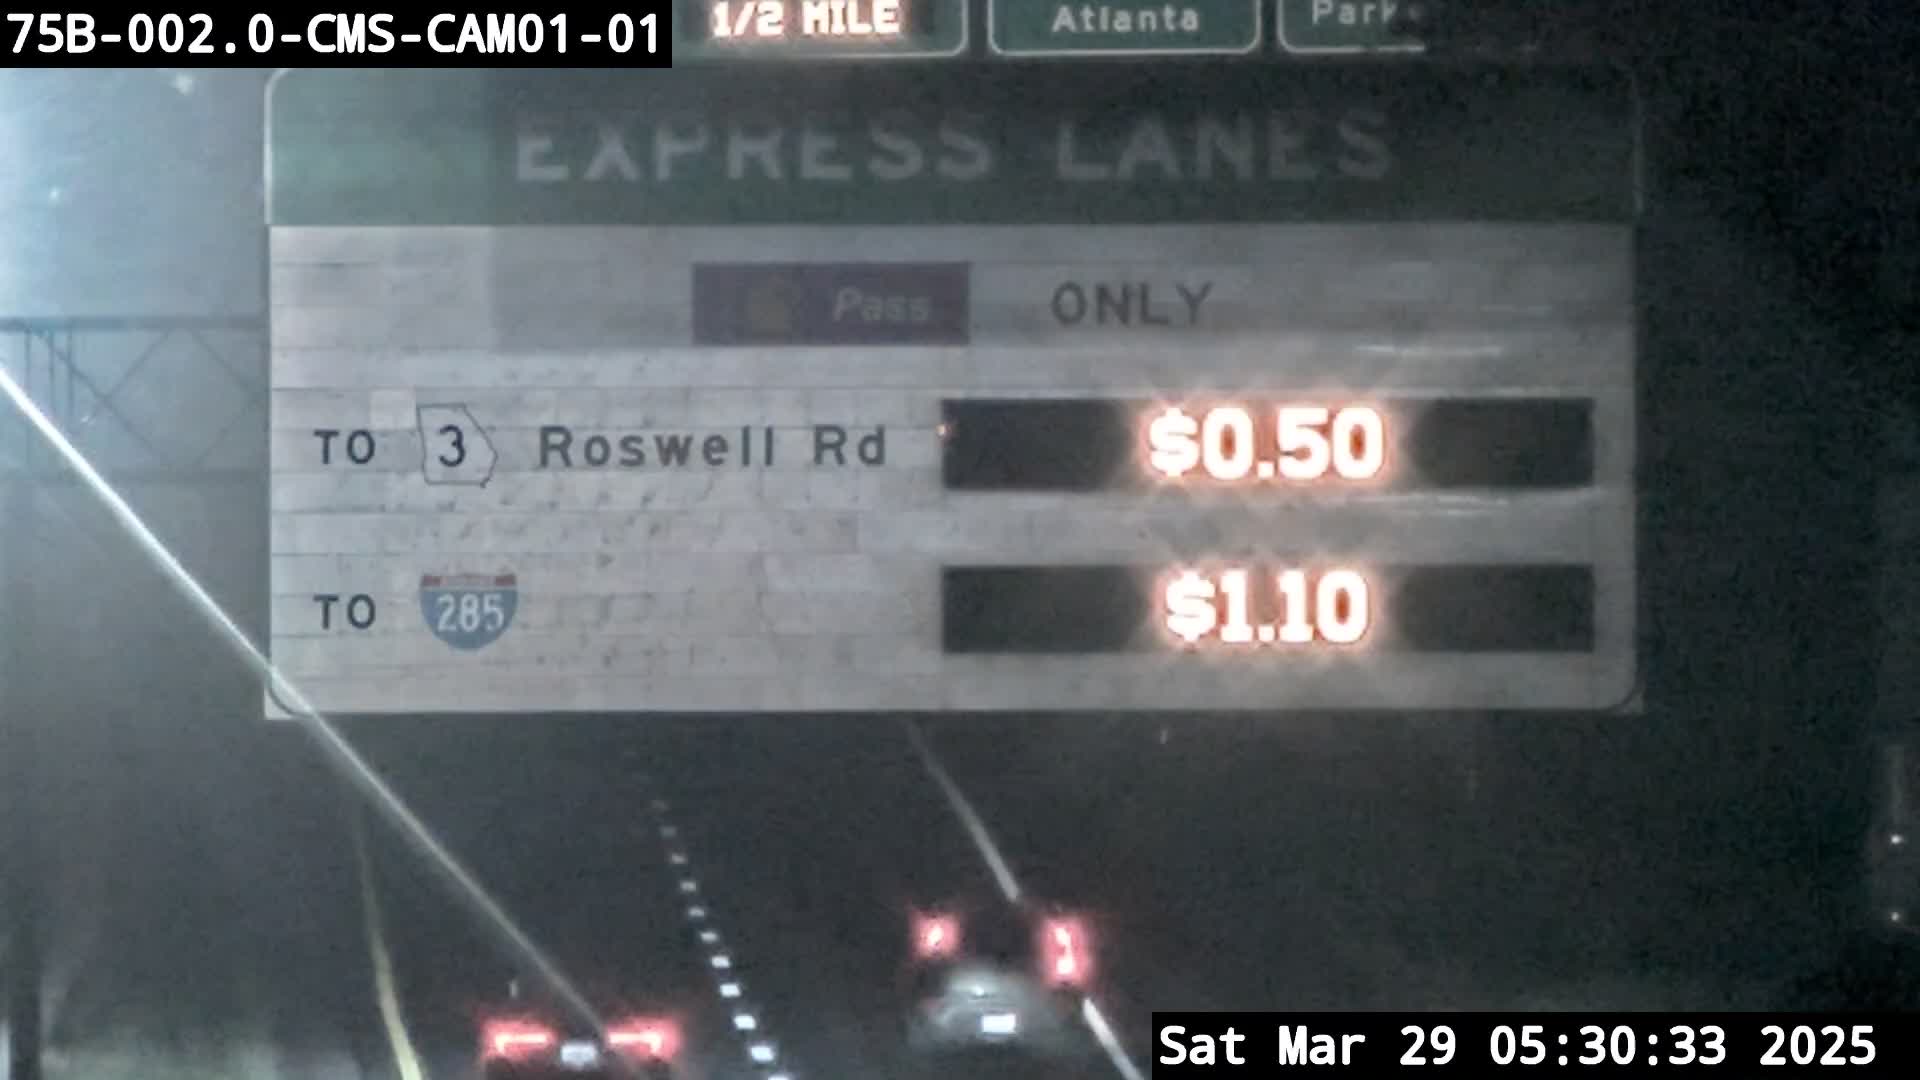 75B-002.0-CMS-CAM01-01
1/2 MILE
Atlanta
Park
EXPRESS LANES
Pass ONLY
TO 3 Roswell Rd $0.50
TO 285 $1.10
Sat Mar 29 05:30:33 2025